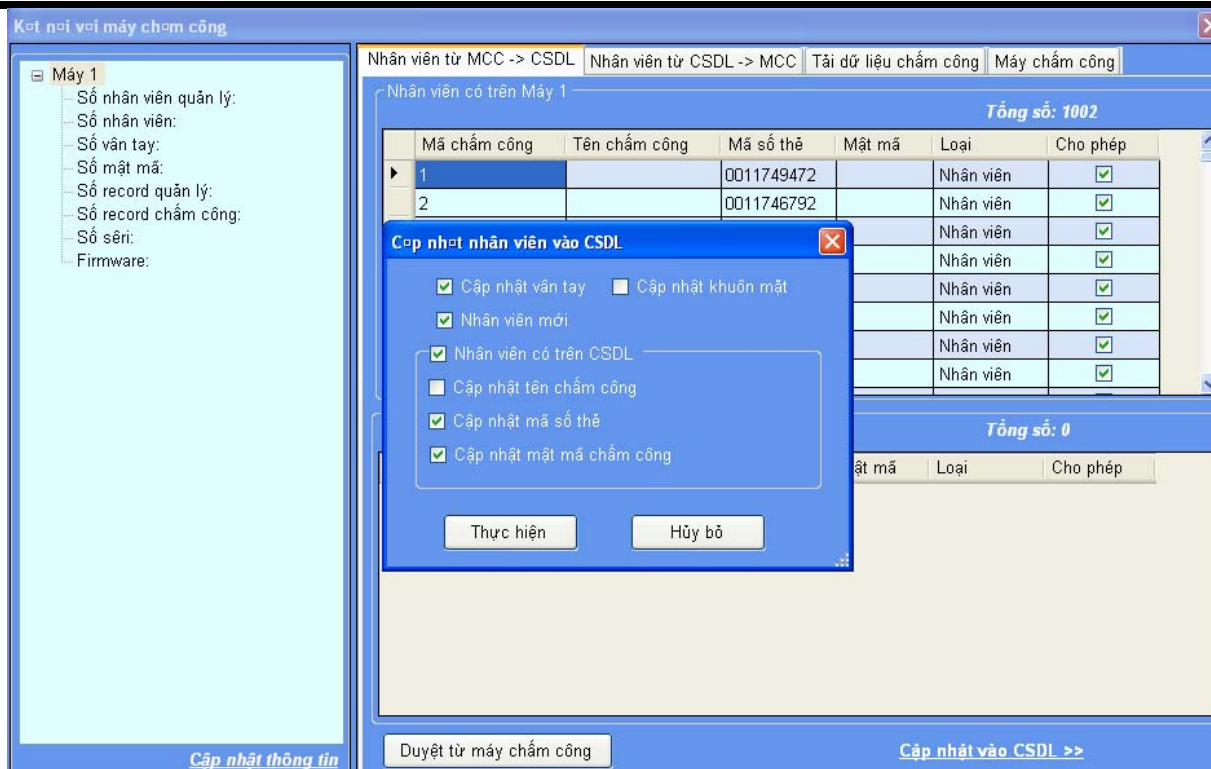 Kết nối với máy chấm công
Máy 1
Số nhân viên quản lý:
Số nhân viên:
Số vân tay:
Số mật mã:
Số record quản lý:
Số record chấm công:
Số sêri:
Firmware:
Cập nhật thông tin
Nhân viên từ MCC -> CSDL Nhân viên từ CSDL -> MCC Tải dữ liệu chấm công Máy chấm công
Nhân viên có trên Máy 1
Tổng số: 1002
Mã chấm công Tên chấm công Mã số thẻ Mật mã Loại Cho phép
1 0011749472 Nhân viên
2 0011746792 Nhân viên
Nhân viên
Nhân viên
Nhân viên
Nhân viên
Nhân viên
Nhân viên
Cập nhật nhân viên vào CSDL
Cập nhật vân tay Cập nhật khuôn mặt
Nhân viên mới
Nhân viên có trên CSDL
Cập nhật tên chấm công
Cập nhật mã số thẻ
Cập nhật mật mã chấm công
Thực hiện Hủy bỏ
Tổng số: 0
ật mã Loại Cho phép
Duyệt từ máy chấm công Cập nhật vào CSDL >>